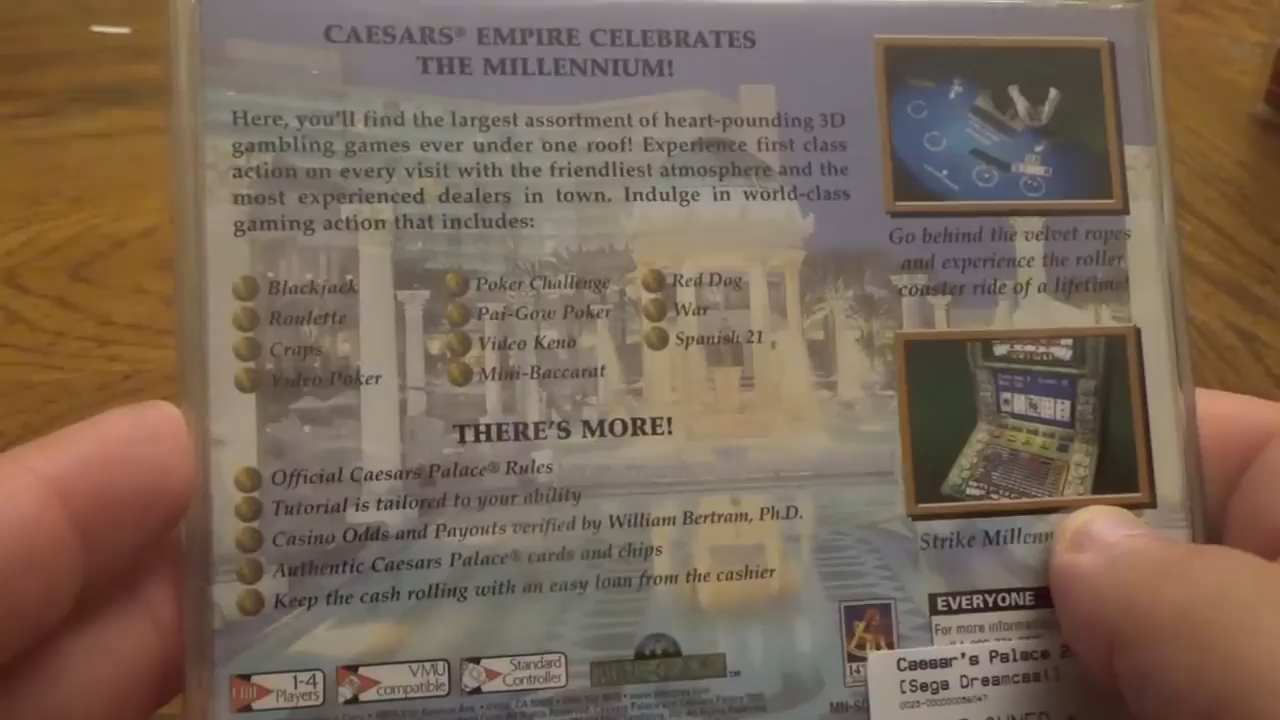 CAESARS® EMPIRE CELEBRATES
THE MILLENNIUM!
Here, you'll find the largest assortment of heart-pounding 3D
gambling games ever under one roof! Experience first class
action on every visit with the friendliest atmosphere and the
most experienced dealers in town. Indulge in world-class
gaming action that includes:
Blackjack
Roulette
Craps
Video Poker
Poker Challenge
Pai-Gow Poker
Video Keno
Mini-Baccarat
Red Dog
War
Spanish 21
Go behind the velvet ropes
and experience the roller
coaster ride of a lifetime!
THERE'S MORE!
Official Caesars Palace® Rules
Tutorial is tailored to your ability
Casino Odds and Payouts verified by William Bertram, Ph.D.
Authentic Caesars Palace® cards and chips
Keep the cash rolling with an easy loan from the cashier
Strike Millenn
EVERYONE
For more informatio
1-4
Players
VMU
compatible
Standard
Controller
TM
Caesar's Palace 2
[Sega Dreamcast]